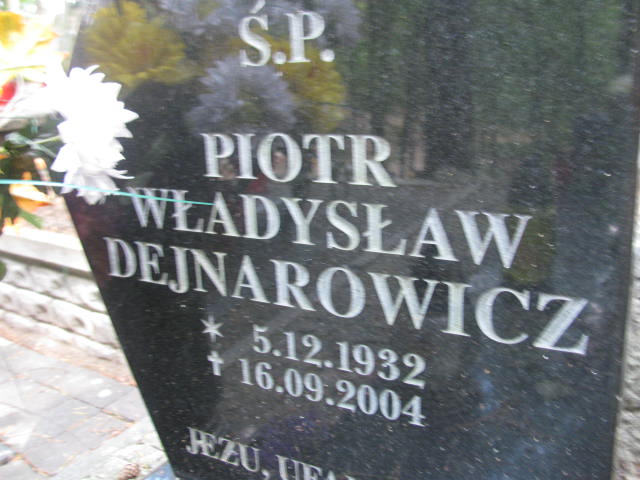 Ś.P.
PIOTR
WŁADYSŁAW
DEJNAROWICZ
* 5.12.1932
† 16.09.2004
JEZU,